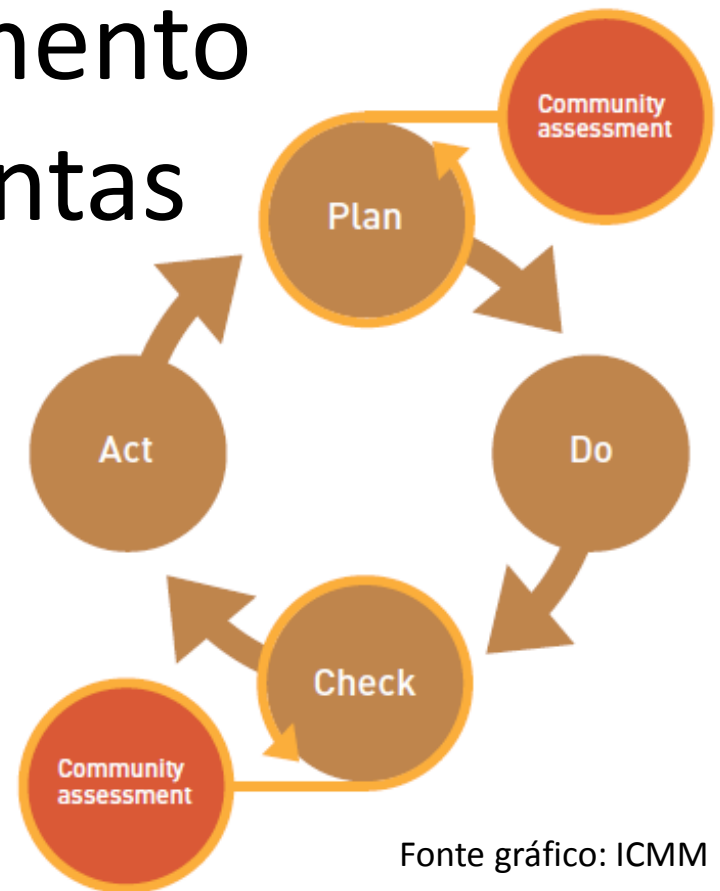 mento
ntas
Community
assessment
Plan
Act
Do
Check
Community
assessment
Fonte gráfico: ICMM